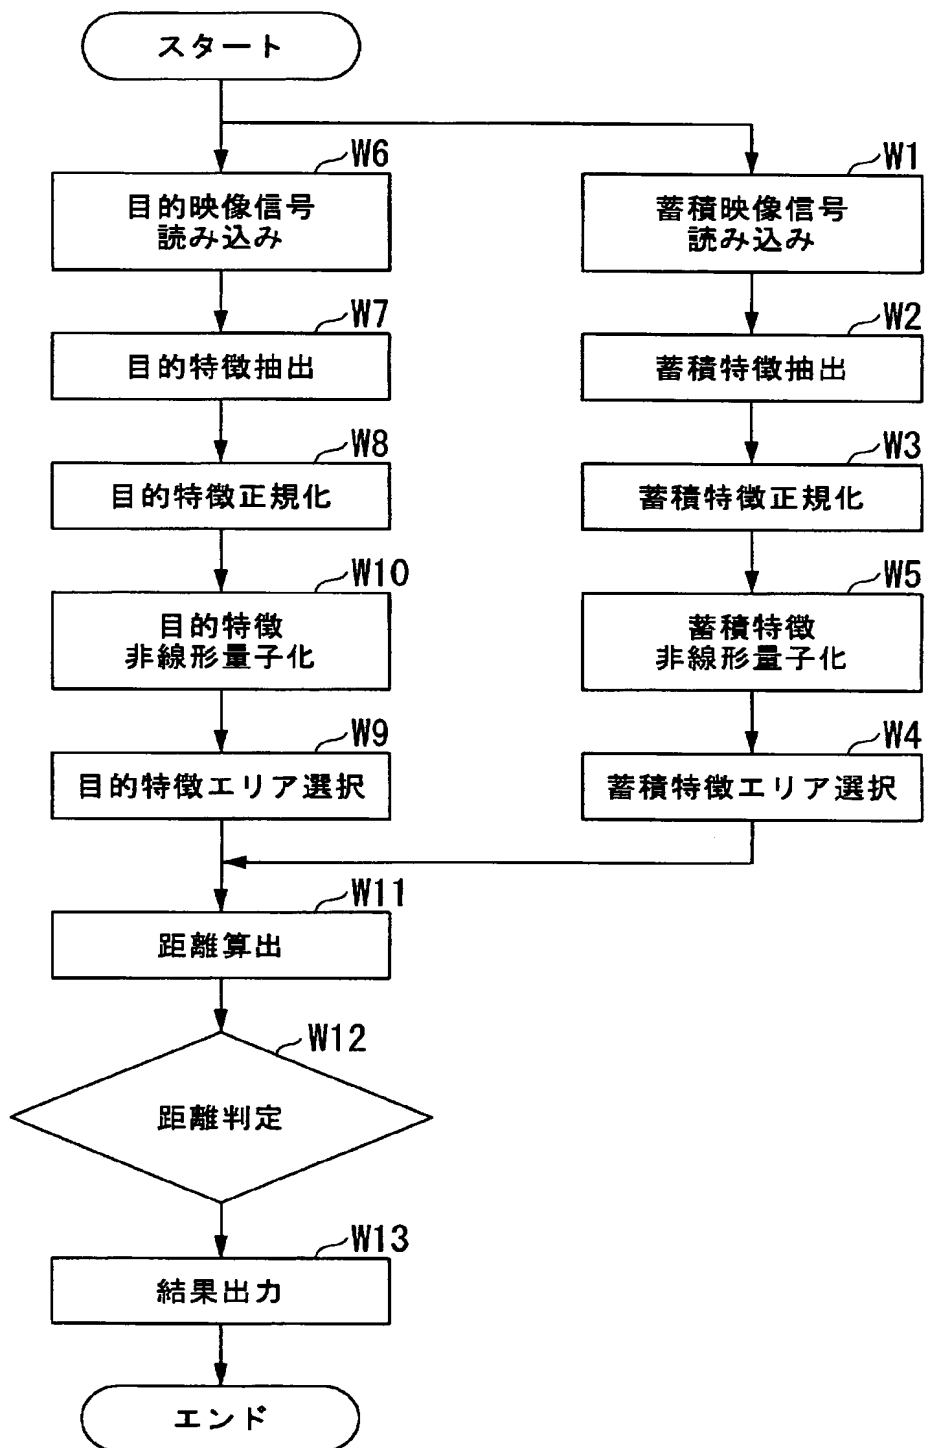 スタート
W6
目的映像信号
読み込み
W7
目的特徴抽出
W8
目的特徴正規化
W10
目的特徴
非線形量子化
W9
目的特徴エリア選択
W1
蓄積映像信号
読み込み
W2
蓄積特徴抽出
W3
蓄積特徴正規化
W5
蓄積特徴
非線形量子化
W4
蓄積特徴エリア選択
W11
距離算出
W12
距離判定
W13
結果出力
エンド